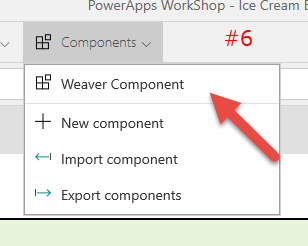 PowerApps WorkShop - Ice Cream
Components #6
Weaver Component
New component
Import component
Export components